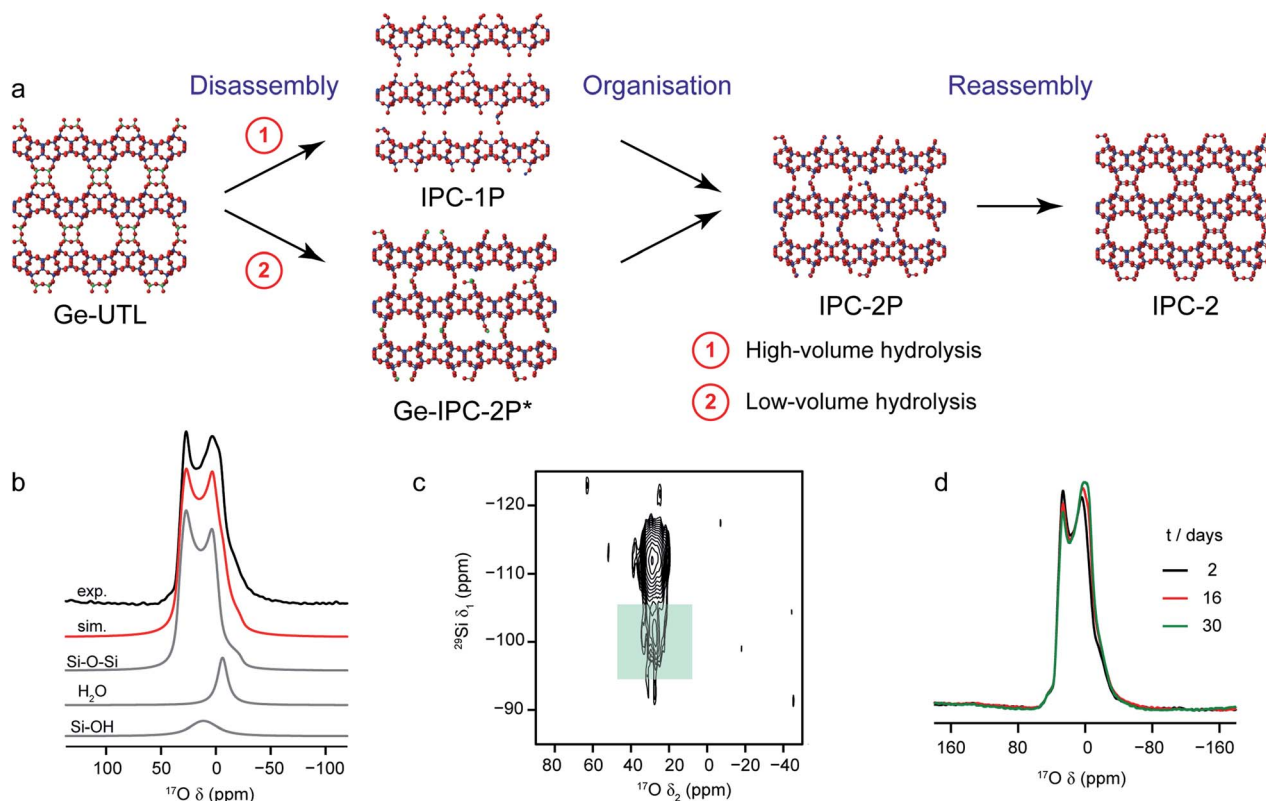 a
Disassembly
Organisation
Reassembly
1
2
Ge-UTL
IPC-1P
Ge-IPC-2P*
IPC-2P
IPC-2
1 High-volume hydrolysis
2 Low-volume hydrolysis
b
exp.
sim.
Si-O-Si
H₂O
Si-OH
100 50 0 −50 −100
¹⁷O δ (ppm)
c
−120
−110
−100
−90
²⁹Si δ₁ (ppm)
80 60 40 20 0 −20 −40
¹⁷O δ₂ (ppm)
d
t / days
2
16
30
160 80 0 −80 −160
¹⁷O δ (ppm)